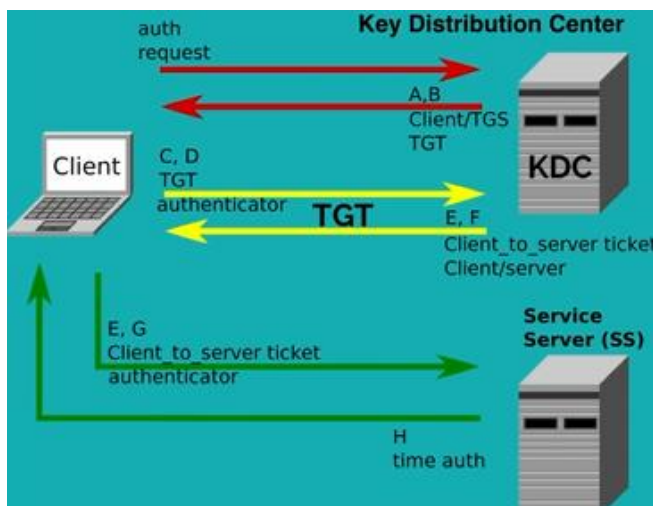 Key Distribution Center
auth
request
A,B
Client/TGS
TGT
KDC
Client
C, D
TGT
authenticator
TGT
E, F
Client_to_server ticket
Client/server
Service
Server (SS)
E, G
Client_to_server ticket
authenticator
H
time auth